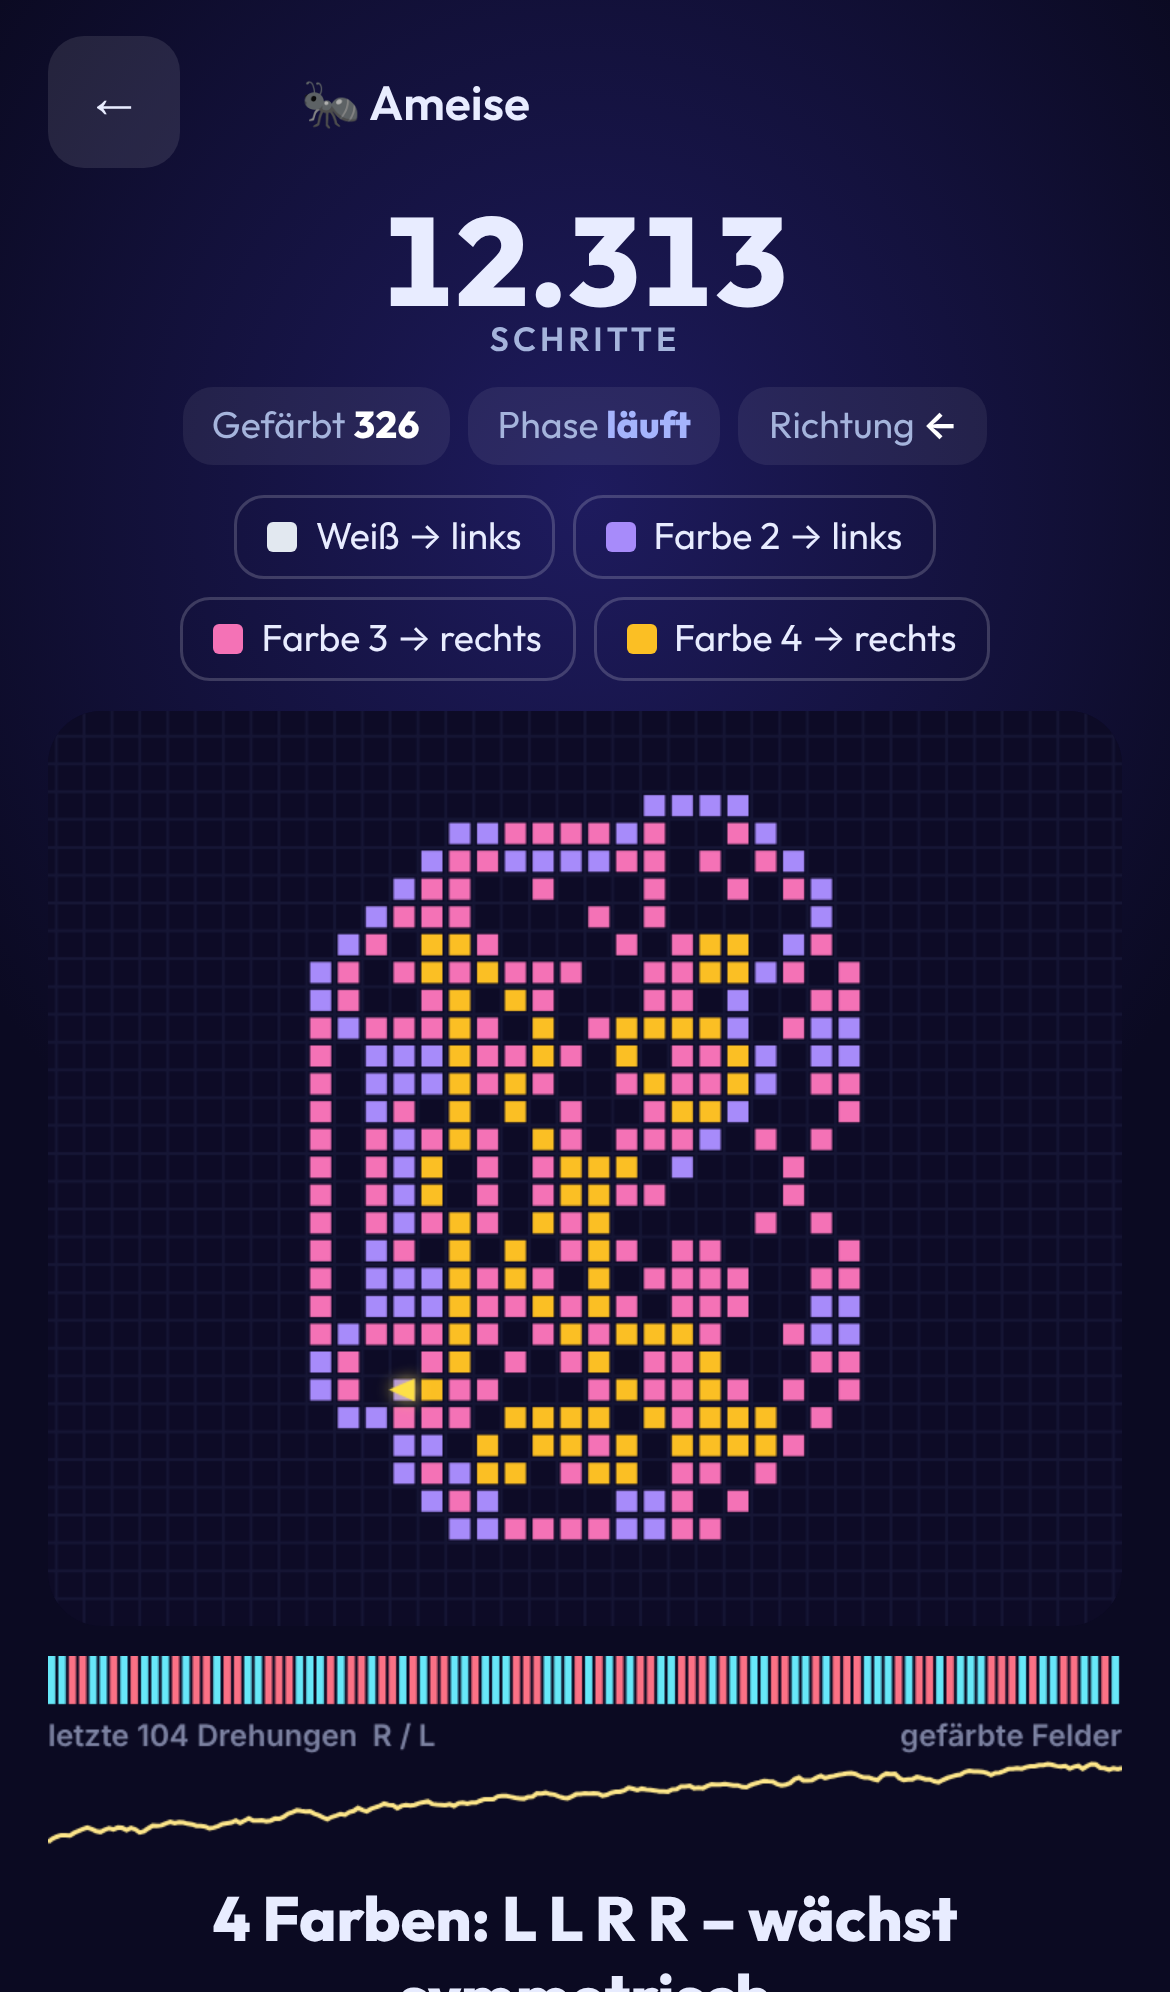 ←
🐜 Ameise
12.313
SCHRITTE
Gefärbt 326 Phase läuft Richtung ←
Weiß → links Farbe 2 → links
Farbe 3 → rechts Farbe 4 → rechts
letzte 104 Drehungen R / L gefärbte Felder
4 Farben: L L R R – wächst
symmetrisch